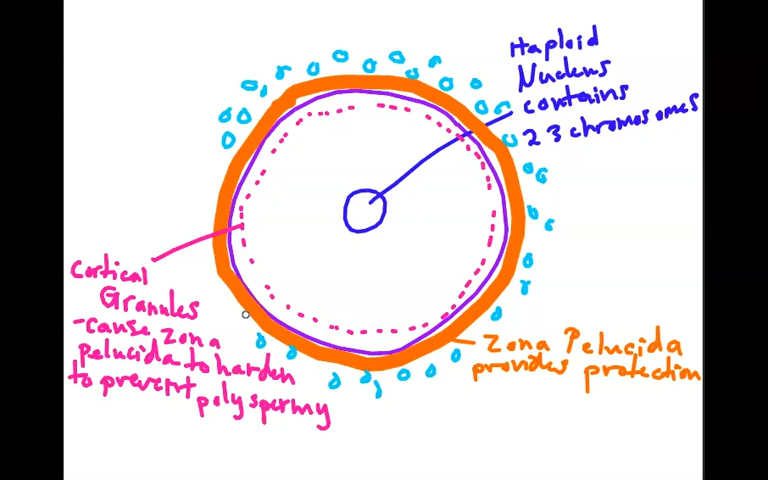 Haploid
Nucleus
contains
23 chromosomes
Cortical
Granules
-cause Zona
pelucida to harden
to prevent
polyspermy
Zona Pelucida
provides protection